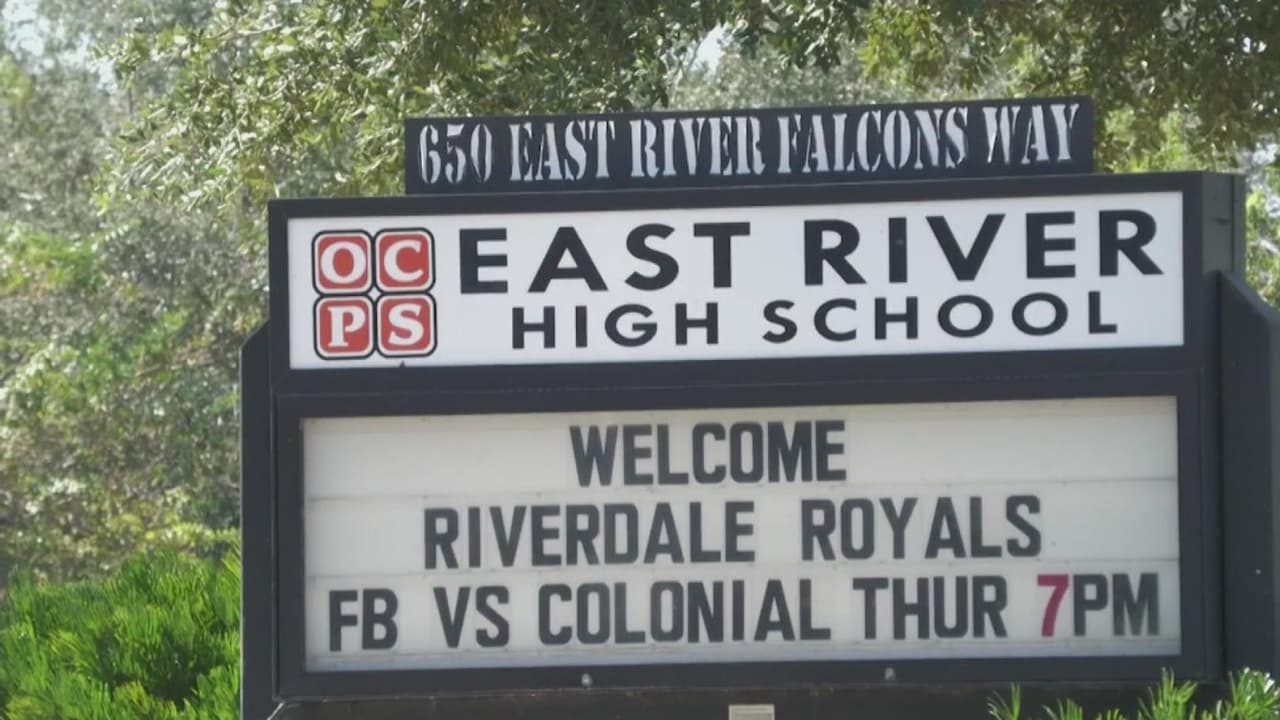 650 EAST RIVER FALCONS WAY
OC
PS
EAST RIVER
HIGH SCHOOL
WELCOME
RIVERDALE ROYALS
FB VS COLONIAL THUR 7PM